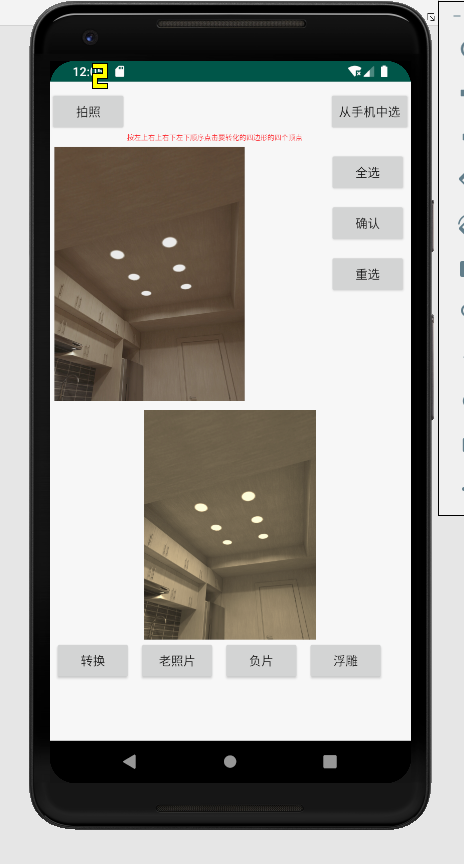 拍照
从手机中选
按左上右上右下左下顺序点击要转化的四边形的四个顶点
全选
确认
重选
转换
老照片
负片
浮雕